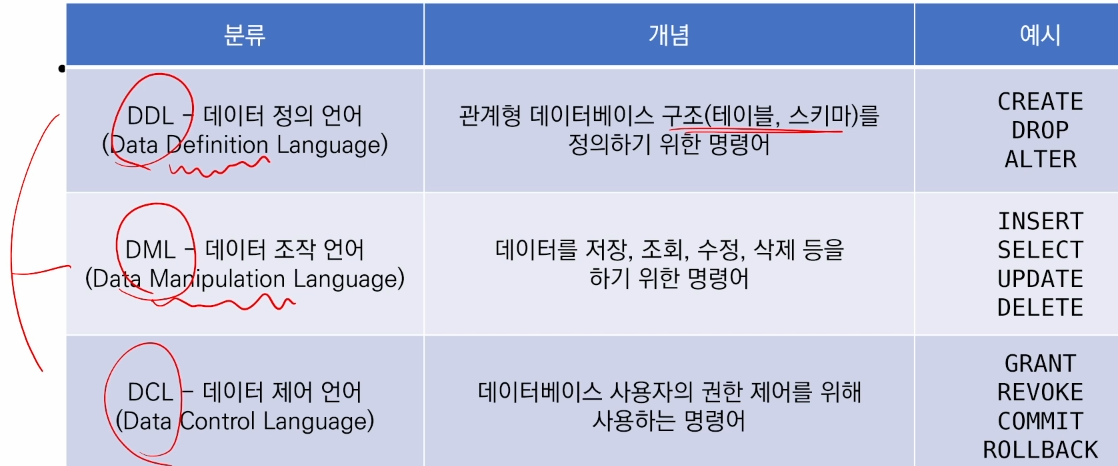 분류
개념
예시
DDL – 데이터 정의 언어
(Data Definition Language)
관계형 데이터베이스 구조(테이블, 스키마)를
정의하기 위한 명령어
CREATE
DROP
ALTER
DML – 데이터 조작 언어
(Data Manipulation Language)
데이터를 저장, 조회, 수정, 삭제 등을
하기 위한 명령어
INSERT
SELECT
UPDATE
DELETE
DCL – 데이터 제어 언어
(Data Control Language)
데이터베이스 사용자의 권한 제어를 위해
사용하는 명령어
GRANT
REVOKE
COMMIT
ROLLBACK